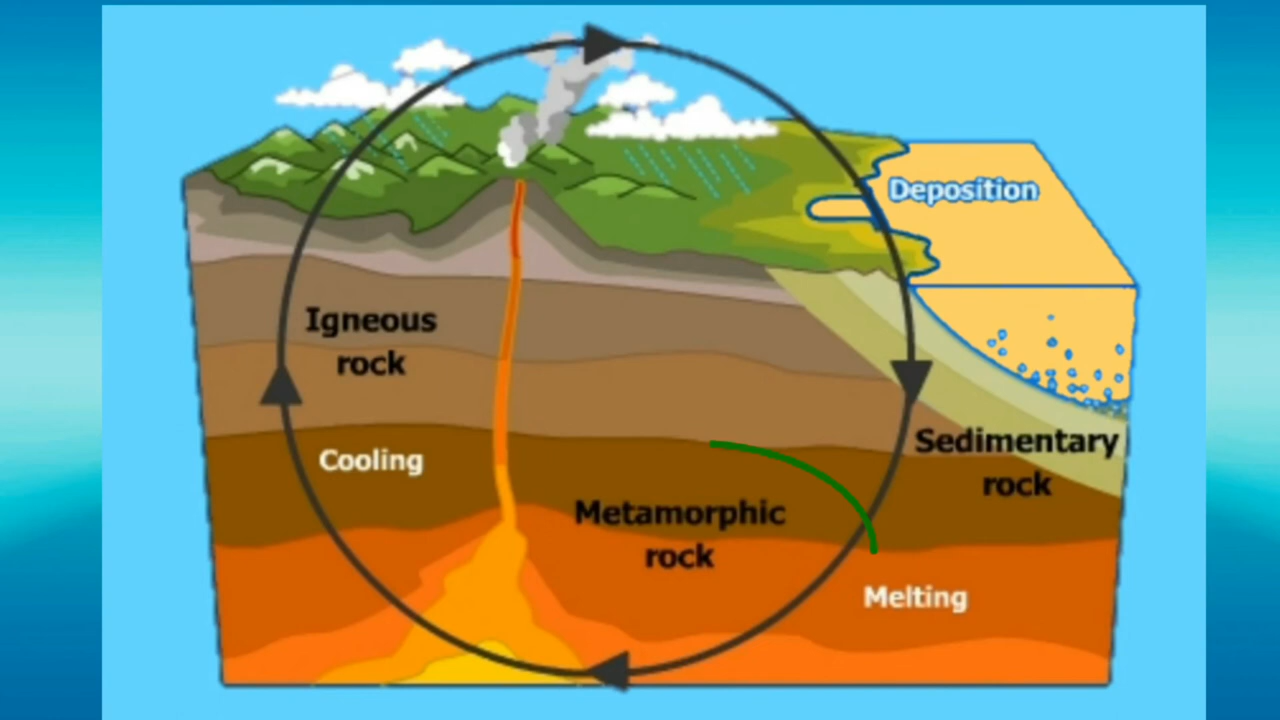 Deposition
Igneous
rock
Cooling
Sedimentary
rock
Metamorphic
rock
Melting